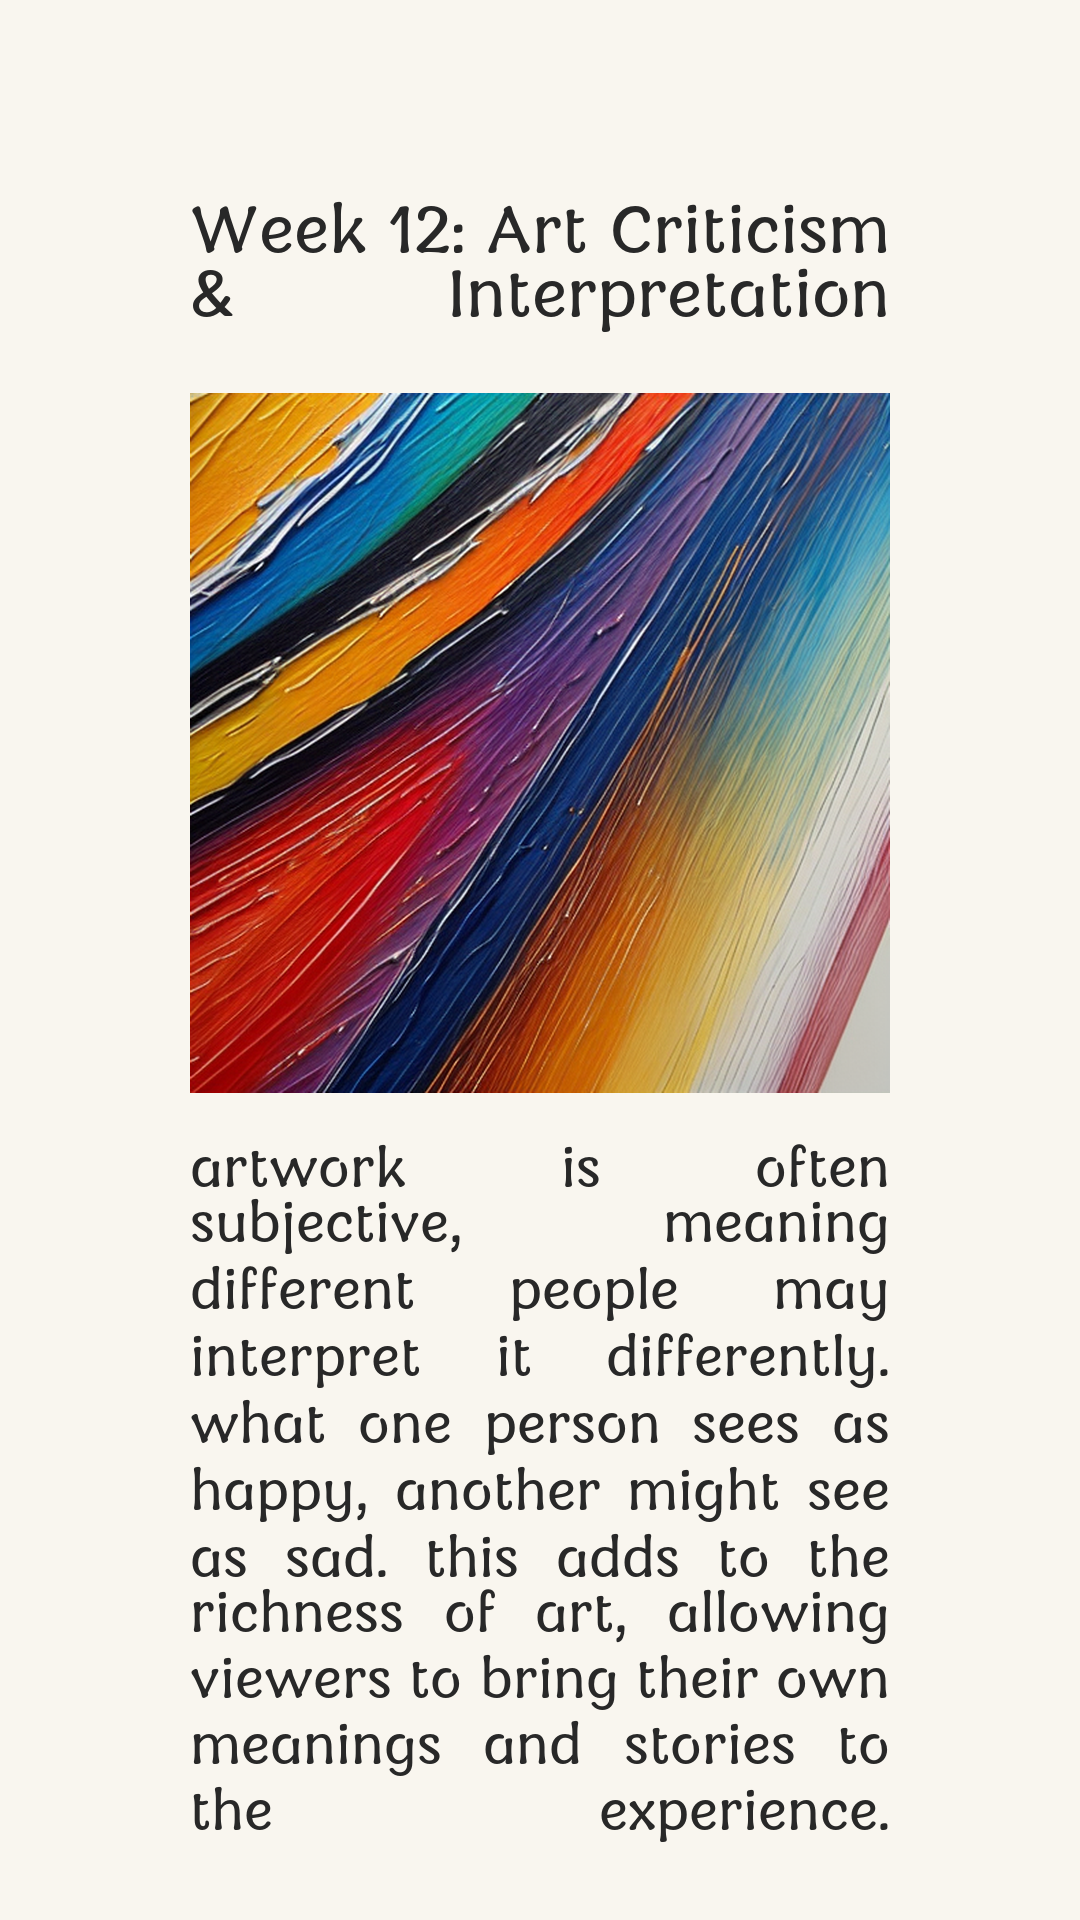 Week 12: Art Criticism
& Interpretation
artwork is often
subjective, meaning
different people may
interpret it differently.
what one person sees as
happy, another might see
as sad. this adds to the
richness of art, allowing
viewers to bring their own
meanings and stories to
the experience.